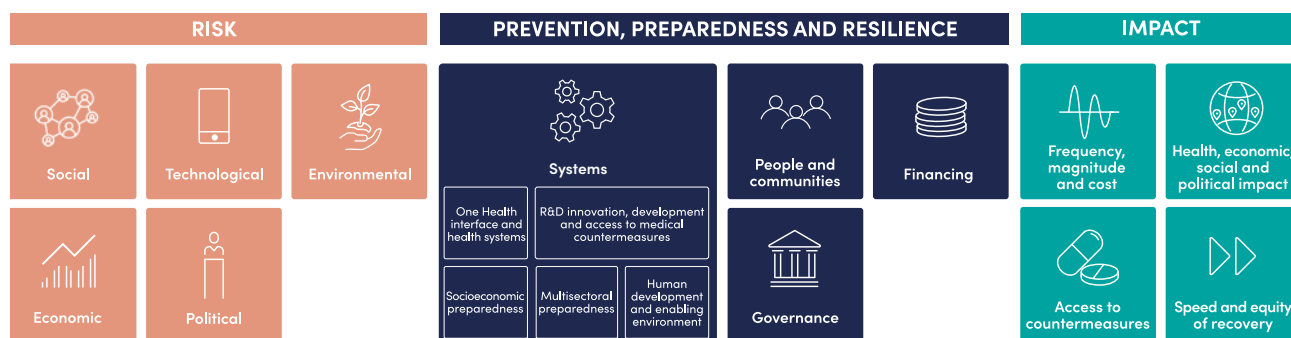 RISK
PREVENTION, PREPAREDNESS AND RESILIENCE
IMPACT
Social
Technological
Environmental
Economic
Political
Systems
One Health
interface and
health systems
R&D innovation, development
and access to medical
countermeasures
Socioeconomic
preparedness
Multisectoral
preparedness
Human
development
and enabling
environment
People and
communities
Financing
Governance
Frequency,
magnitude
and cost
Health, economic,
social and
political impact
Access to
countermeasures
Speed and equity
of recovery